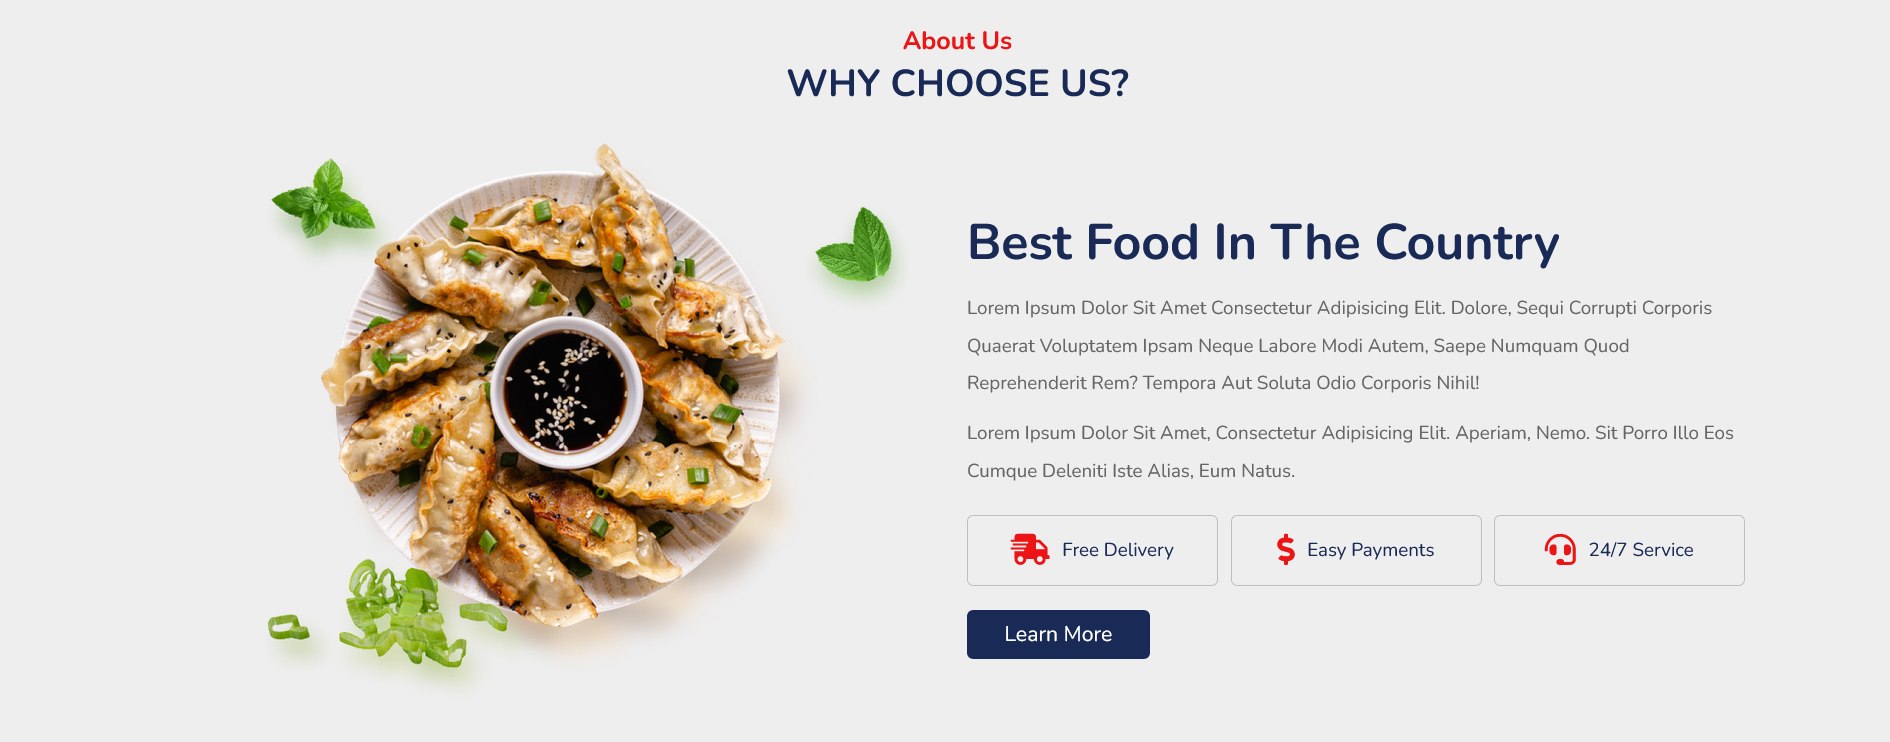 About Us
WHY CHOOSE US?
Best Food In The Country
Lorem Ipsum Dolor Sit Amet Consectetur Adipisicing Elit. Dolore, Sequi Corrupti Corporis
Quaerat Voluptatem Ipsam Neque Labore Modi Autem, Saepe Numquam Quod
Reprehenderit Rem? Tempora Aut Soluta Odio Corporis Nihil!
Lorem Ipsum Dolor Sit Amet, Consectetur Adipisicing Elit. Aperiam, Nemo. Sit Porro Illo Eos
Cumque Deleniti Iste Alias, Eum Natus.
Free Delivery
Easy Payments
24/7 Service
Learn More